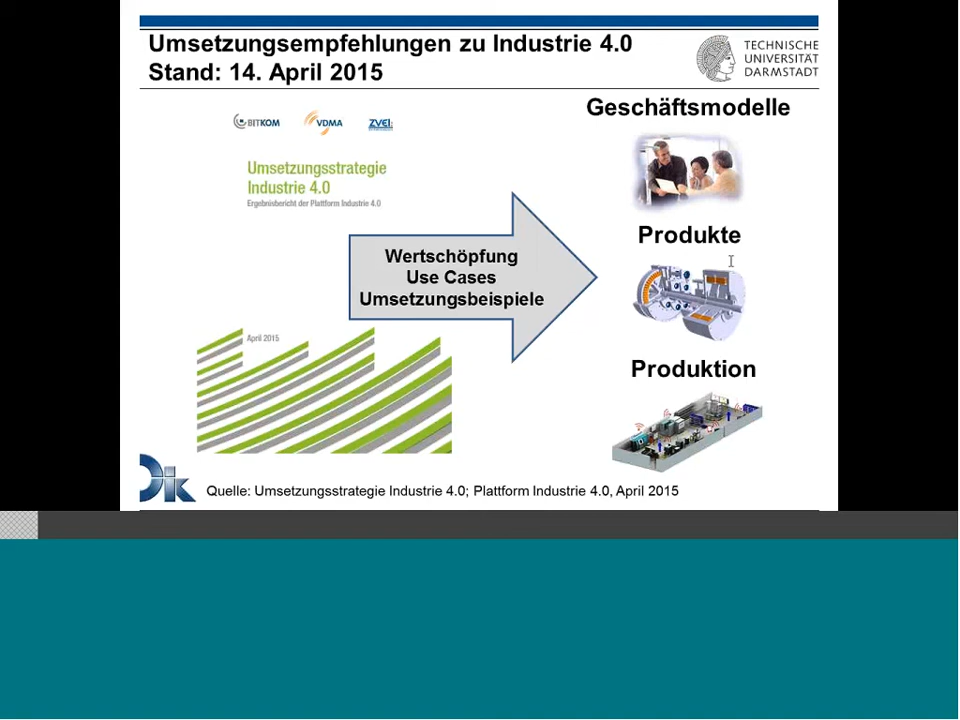 Umsetzungsempfehlungen zu Industrie 4.0
Stand: 14. April 2015
TECHNISCHE
UNIVERSITÄT
DARMSTADT
BITKOM VDMA ZVEI:
Umsetzungsstrategie
Industrie 4.0
Ergebnisbericht der Plattform Industrie 4.0
Wertschöpfung
Use Cases
Umsetzungsbeispiele
April 2015
Geschäftsmodelle
Produkte
Produktion
Dik
Quelle: Umsetzungsstrategie Industrie 4.0; Plattform Industrie 4.0, April 2015